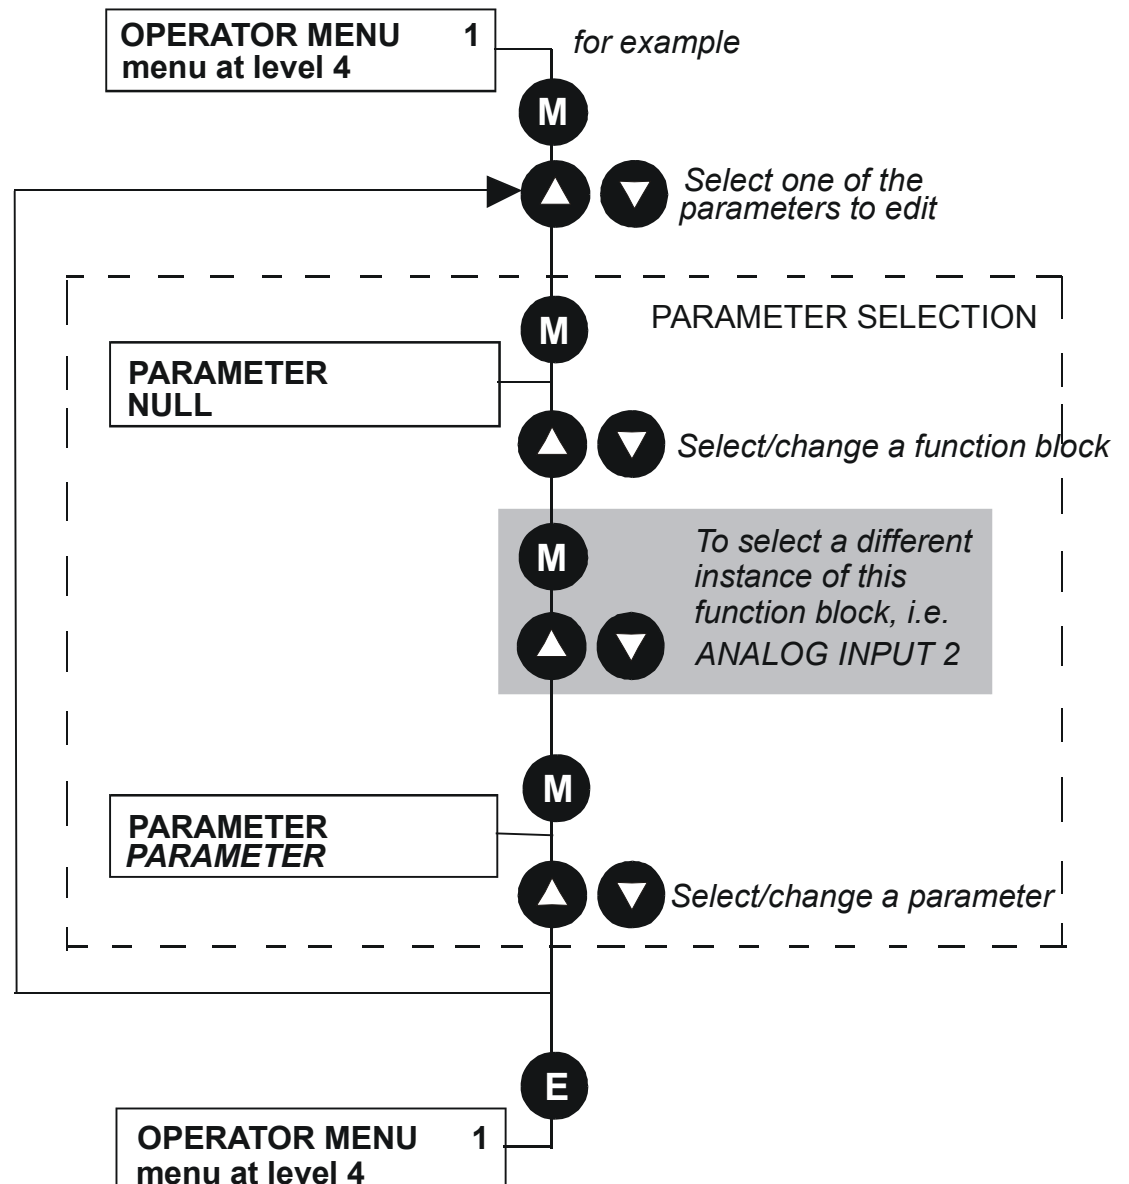 OPERATOR MENU 1
menu at level 4
for example
M
Select one of the
parameters to edit
M
PARAMETER SELECTION
PARAMETER
NULL
Select/change a function block
M
To select a different
instance of this
function block, i.e.
ANALOG INPUT 2
M
PARAMETER
PARAMETER
Select/change a parameter
E
OPERATOR MENU 1
menu at level 4